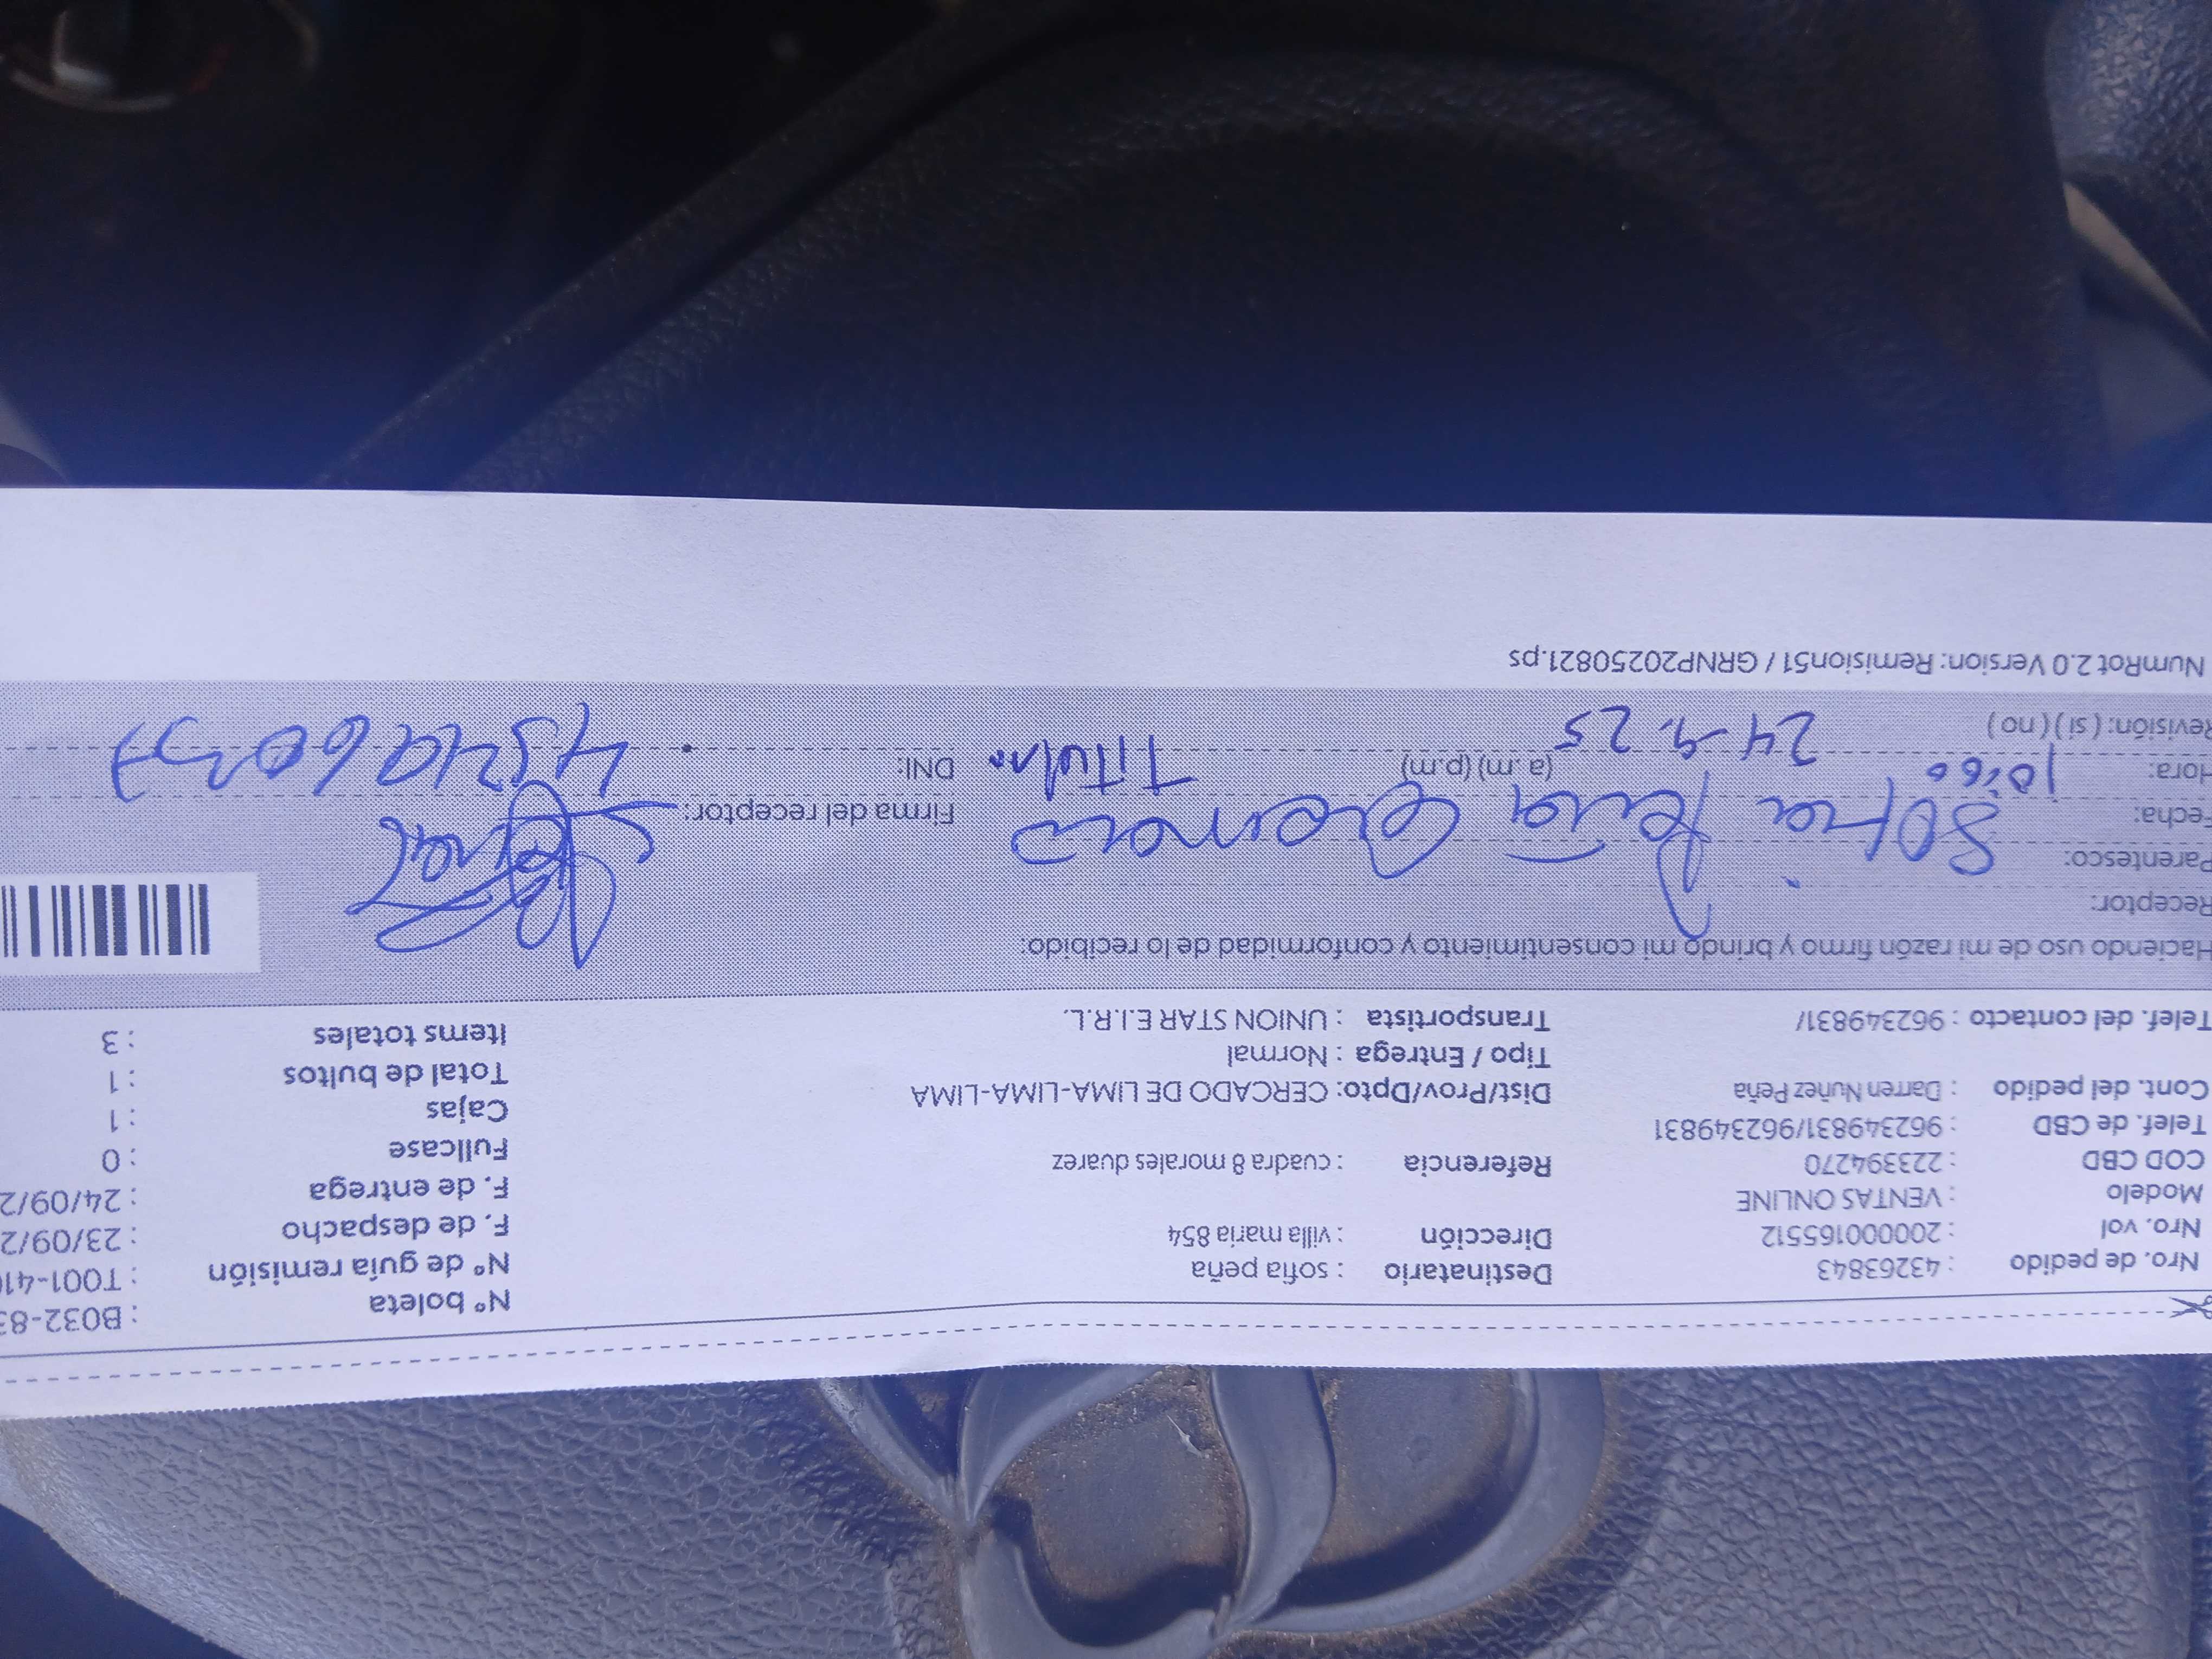 Nro. de pedido : 43263843
Nro. vol : 20000165512
Modelo : VENTAS ONLINE
COD CBD : 223394270
Telef. de CBD : 962349831/962349831
Cont. del pedido : Darren Nuñez Peña
Telef. del contacto : 962349831/
Destinatario : sofia peña
Dirección : villa maria 854
Referencia : cuadra 8 morales duarez
Dist/Prov/Dpto: CERCADO DE LIMA-LIMA-LIMA
Tipo / Entrega : Normal
Transportista : UNION STAR E.I.R.L.
N° boleta : B032-83
N° de guía remisión : T001-41
F. de despacho : 23/09/2
F. de entrega : 24/09/2
Fullcase : 0
Cajas : 1
Total de bultos : 1
Items totales : 3
Haciendo uso de mi razón firmo y brindo mi consentimiento y conformidad de lo recibido:
Receptor:
Parentesco:
Sofia Peña
Fecha:
Hora: (a.m) (p.m) Titular
Revisión: ( si ) ( no ) 24-9-25
Firma del receptor:
DNI:
NumRot 2.0 Version: Remision51 / GRNP20250821.ps